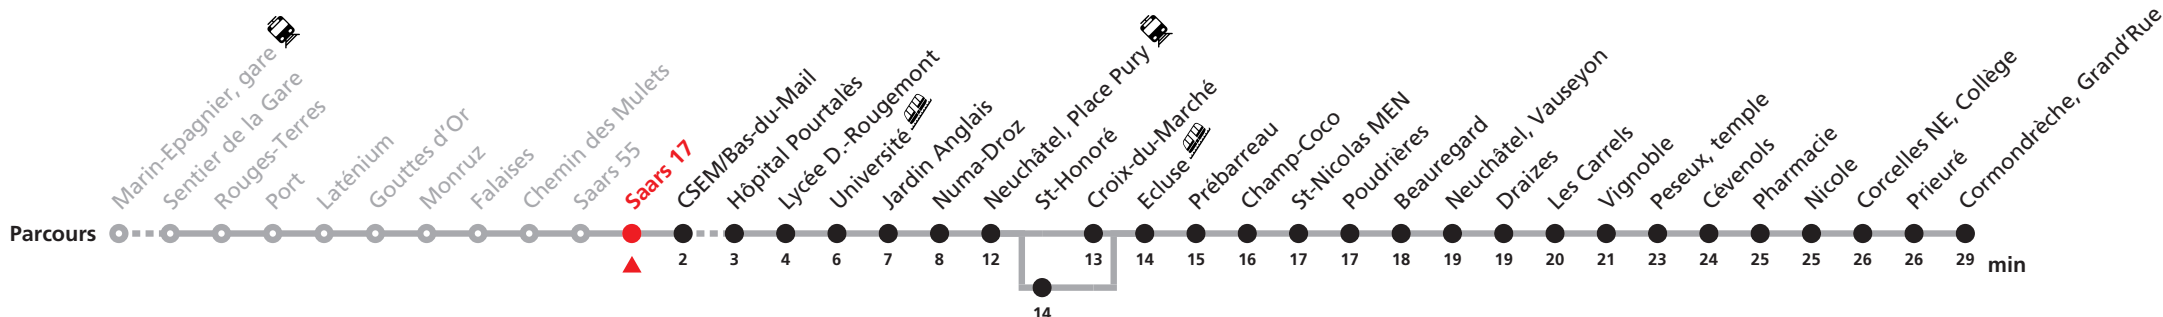 Marin-Epagnier, gare
Sentier de la Gare
Rouges-Terres
Port
Laténium
Gouttes d'Or
Monruz
Falaises
Chemin des Mulets
Saars 55
Saars 17
CSEM/Bas-du-Mail
Hôpital Pourtalès
Lycée D.-Rougemont
Université
Jardin Anglais
Numa-Droz
Neuchâtel, Place Pury
St-Honoré
Croix-du-Marché
Ecluse
Prébarreau
Champ-Coco
St-Nicolas MEN
Poudrières
Beauregard
Neuchâtel, Vauseyon
Draizes
Les Carrels
Vignoble
Peseux, temple
Cévenols
Pharmacie
Nicole
Corcelles NE, Collège
Prieuré
Cormondrèche, Grand'Rue
Parcours
2 3 4 6 7 8 12 13 14 15 16 17 17 18 19 19 20 21 23 24 25 25 26 26 29 min
14